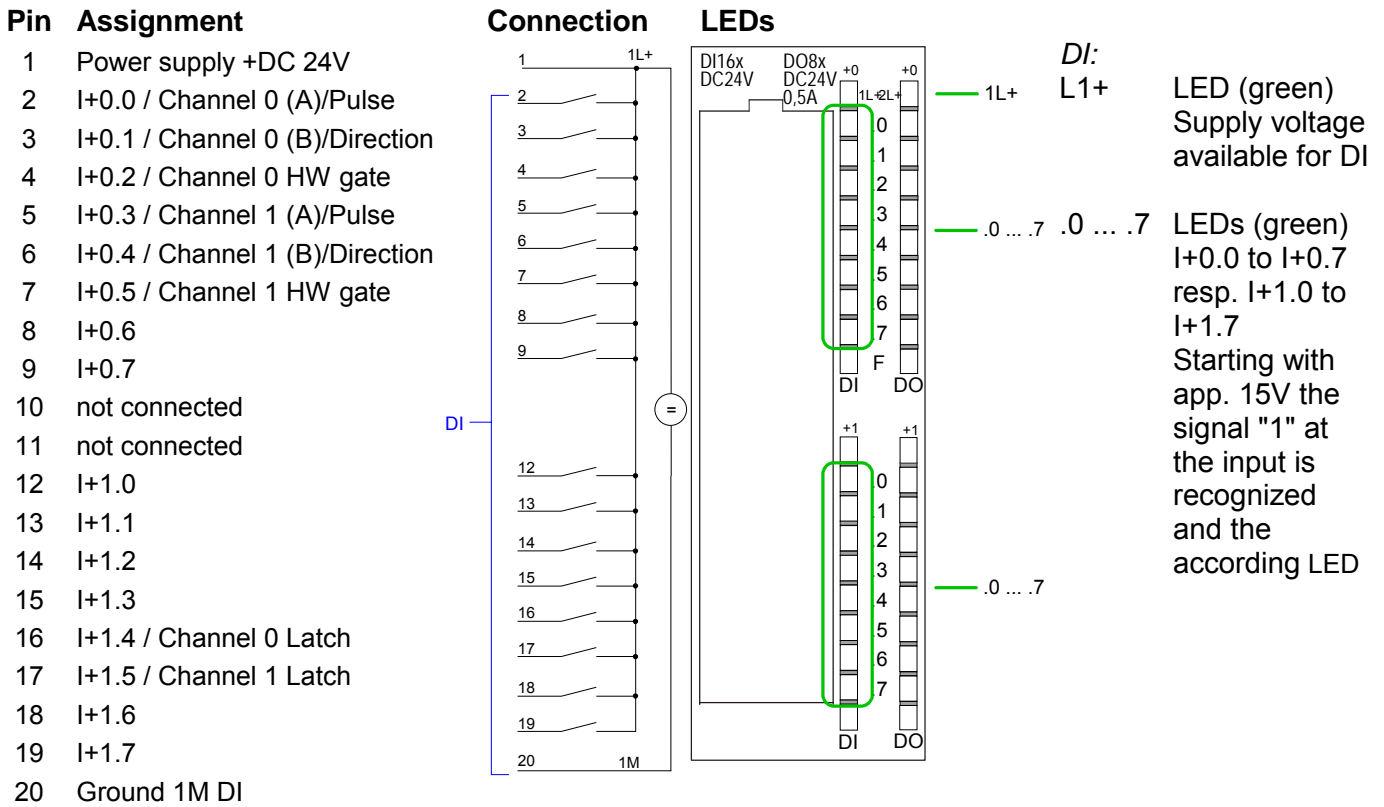 Pin Assignment Connection LEDs
1 Power supply +DC 24V
2 I+0.0 / Channel 0 (A)/Pulse
3 I+0.1 / Channel 0 (B)/Direction
4 I+0.2 / Channel 0 HW gate
5 I+0.3 / Channel 1 (A)/Pulse
6 I+0.4 / Channel 1 (B)/Direction
7 I+0.5 / Channel 1 HW gate
8 I+0.6
9 I+0.7
10 not connected
11 not connected
12 I+1.0
13 I+1.1
14 I+1.2
15 I+1.3
16 I+1.4 / Channel 0 Latch
17 I+1.5 / Channel 1 Latch
18 I+1.6
19 I+1.7
20 Ground 1M DI
1 1L+
2
3
4
5
6
7
8
9
DI
=
12
13
14
15
16
17
18
19
20 1M
DI16x DO8x
DC24V DC24V
0,5A
+0 +0
1L+ 2L+
.0
.1
.2
.3
.4
.5
.6
.7
F
DI DO
+1 +1
.0
.1
.2
.3
.4
.5
.6
.7
DI DO
1L+
.0 ... .7
.0 ... .7
DI:
L1+ LED (green)
Supply voltage
available for DI
.0 ... .7 LEDs (green)
I+0.0 to I+0.7
resp. I+1.0 to
I+1.7
Starting with
app. 15V the
signal "1" at
the input is
recognized
and the
according LED